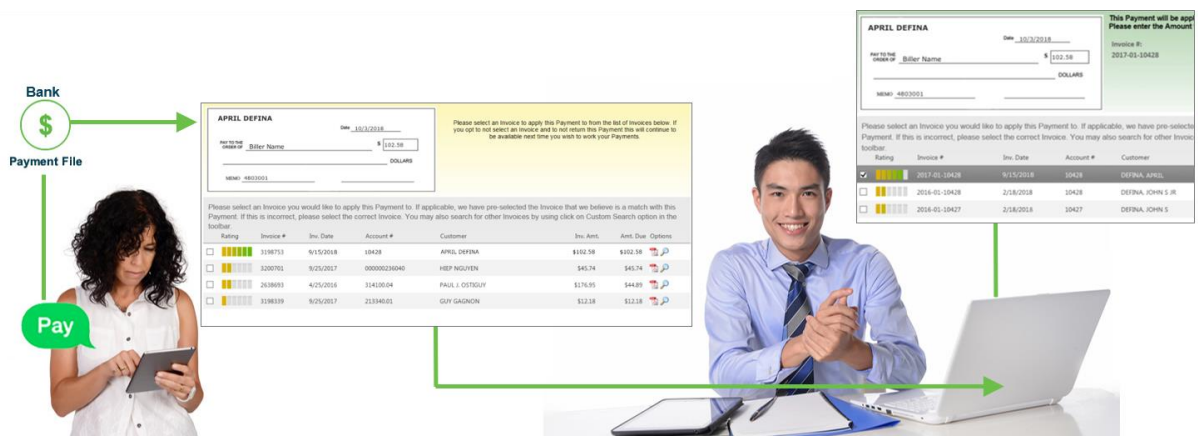 Bank
$
Payment File
Pay
APRIL DEFINA
Date 10/3/2018
PAY TO THE
ORDER OF Biller Name $ 102.58
DOLLARS
MEMO 4803001
Please select an Invoice to apply this Payment to from the list of Invoices below. If
you opt to not select an Invoice and to not return this Payment this will continue to
be available next time you wish to work your Payments.
Please select an Invoice you would like to apply this Payment to. If applicable, we have pre-selected the Invoice that we believe is a match with this
Payment. If this is incorrect, please select the correct Invoice. You may also search for other Invoices by using click on Custom Search option in the
toolbar.
Rating Invoice # Inv. Date Account # Customer Inv. Amt. Amt. Due Options
3198753 9/15/2018 10428 APRIL DEFINA $102.58 $102.58
3200701 9/25/2017 000000236040 HIEP NGUYEN $45.74 $45.74
2638693 4/25/2016 314100.04 PAUL J. OSTIGUY $176.95 $44.89
3198339 9/25/2017 213340.01 GUY GAGNON $12.18 $12.18
APRIL DEFINA
Date 10/3/2018
PAY TO THE
ORDER OF Biller Name $ 102.58
DOLLARS
MEMO 4803001
This Payment will be appl
Please enter the Amount
Invoice #:
2017-01-10428
Please select an Invoice you would like to apply this Payment to. If applicable, we have pre-selecte
Payment. If this is incorrect, please select the correct Invoice. You may also search for other Invoic
toolbar.
Rating Invoice # Inv. Date Account # Customer
2017-01-10428 9/15/2018 10428 DEFINA, APRIL
2016-01-10428 2/18/2018 10428 DEFINA, JOHN S JR
2016-01-10427 2/18/2018 10427 DEFINA, JOHN S